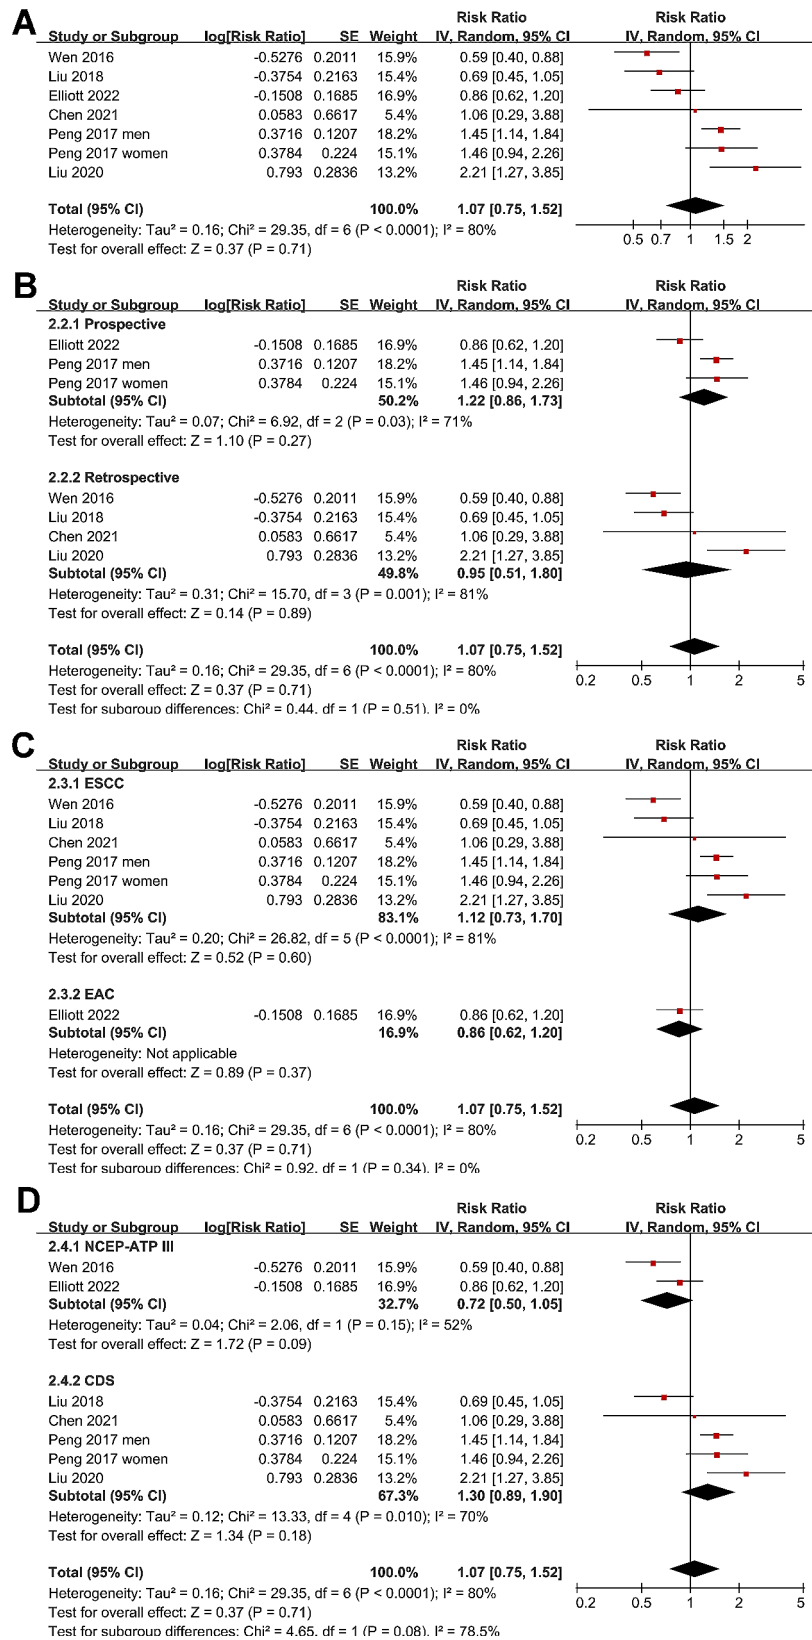 A
Risk Ratio Risk Ratio
Study or Subgroup log[Risk Ratio] SE Weight IV, Random, 95% CI IV, Random, 95% CI
Wen 2016 -0.5276 0.2011 15.9% 0.59 [0.40, 0.88]
Liu 2018 -0.3754 0.2163 15.4% 0.69 [0.45, 1.05]
Elliott 2022 -0.1508 0.1685 16.9% 0.86 [0.62, 1.20]
Chen 2021 0.0583 0.6617 5.4% 1.06 [0.29, 3.88]
Peng 2017 men 0.3716 0.1207 18.2% 1.45 [1.14, 1.84]
Peng 2017 women 0.3784 0.224 15.1% 1.46 [0.94, 2.26]
Liu 2020 0.793 0.2836 13.2% 2.21 [1.27, 3.85]
Total (95% CI) 100.0% 1.07 [0.75, 1.52]
Heterogeneity: Tau² = 0.16; Chi² = 29.35, df = 6 (P < 0.0001); I² = 80%
Test for overall effect: Z = 0.37 (P = 0.71)
0.5 0.7 1 1.5 2
B
Risk Ratio Risk Ratio
Study or Subgroup log[Risk Ratio] SE Weight IV, Random, 95% CI IV, Random, 95% CI
2.2.1 Prospective
Elliott 2022 -0.1508 0.1685 16.9% 0.86 [0.62, 1.20]
Peng 2017 men 0.3716 0.1207 18.2% 1.45 [1.14, 1.84]
Peng 2017 women 0.3784 0.224 15.1% 1.46 [0.94, 2.26]
Subtotal (95% CI) 50.2% 1.22 [0.86, 1.73]
Heterogeneity: Tau² = 0.07; Chi² = 6.92, df = 2 (P = 0.03); I² = 71%
Test for overall effect: Z = 1.10 (P = 0.27)
2.2.2 Retrospective
Wen 2016 -0.5276 0.2011 15.9% 0.59 [0.40, 0.88]
Liu 2018 -0.3754 0.2163 15.4% 0.69 [0.45, 1.05]
Chen 2021 0.0583 0.6617 5.4% 1.06 [0.29, 3.88]
Liu 2020 0.793 0.2836 13.2% 2.21 [1.27, 3.85]
Subtotal (95% CI) 49.8% 0.95 [0.51, 1.80]
Heterogeneity: Tau² = 0.31; Chi² = 15.70, df = 3 (P = 0.001); I² = 81%
Test for overall effect: Z = 0.14 (P = 0.89)
Total (95% CI) 100.0% 1.07 [0.75, 1.52]
Heterogeneity: Tau² = 0.16; Chi² = 29.35, df = 6 (P < 0.0001); I² = 80%
Test for overall effect: Z = 0.37 (P = 0.71)
Test for subgroup differences: Chi² = 0.44, df = 1 (P = 0.51), I² = 0%
0.2 0.5 1 2 5
C
Risk Ratio Risk Ratio
Study or Subgroup log[Risk Ratio] SE Weight IV, Random, 95% CI IV, Random, 95% CI
2.3.1 ESCC
Wen 2016 -0.5276 0.2011 15.9% 0.59 [0.40, 0.88]
Liu 2018 -0.3754 0.2163 15.4% 0.69 [0.45, 1.05]
Chen 2021 0.0583 0.6617 5.4% 1.06 [0.29, 3.88]
Peng 2017 men 0.3716 0.1207 18.2% 1.45 [1.14, 1.84]
Peng 2017 women 0.3784 0.224 15.1% 1.46 [0.94, 2.26]
Liu 2020 0.793 0.2836 13.2% 2.21 [1.27, 3.85]
Subtotal (95% CI) 83.1% 1.12 [0.73, 1.70]
Heterogeneity: Tau² = 0.20; Chi² = 26.82, df = 5 (P < 0.0001); I² = 81%
Test for overall effect: Z = 0.52 (P = 0.60)
2.3.2 EAC
Elliott 2022 -0.1508 0.1685 16.9% 0.86 [0.62, 1.20]
Subtotal (95% CI) 16.9% 0.86 [0.62, 1.20]
Heterogeneity: Not applicable
Test for overall effect: Z = 0.89 (P = 0.37)
Total (95% CI) 100.0% 1.07 [0.75, 1.52]
Heterogeneity: Tau² = 0.16; Chi² = 29.35, df = 6 (P < 0.0001); I² = 80%
Test for overall effect: Z = 0.37 (P = 0.71)
Test for subgroup differences: Chi² = 0.92, df = 1 (P = 0.34), I² = 0%
0.2 0.5 1 2 5
D
Risk Ratio Risk Ratio
Study or Subgroup log[Risk Ratio] SE Weight IV, Random, 95% CI IV, Random, 95% CI
2.4.1 NCEP-ATP III
Wen 2016 -0.5276 0.2011 15.9% 0.59 [0.40, 0.88]
Elliott 2022 -0.1508 0.1685 16.9% 0.86 [0.62, 1.20]
Subtotal (95% CI) 32.7% 0.72 [0.50, 1.05]
Heterogeneity: Tau² = 0.04; Chi² = 2.06, df = 1 (P = 0.15); I² = 52%
Test for overall effect: Z = 1.72 (P = 0.09)
2.4.2 CDS
Liu 2018 -0.3754 0.2163 15.4% 0.69 [0.45, 1.05]
Chen 2021 0.0583 0.6617 5.4% 1.06 [0.29, 3.88]
Peng 2017 men 0.3716 0.1207 18.2% 1.45 [1.14, 1.84]
Peng 2017 women 0.3784 0.224 15.1% 1.46 [0.94, 2.26]
Liu 2020 0.793 0.2836 13.2% 2.21 [1.27, 3.85]
Subtotal (95% CI) 67.3% 1.30 [0.89, 1.90]
Heterogeneity: Tau² = 0.12; Chi² = 13.33, df = 4 (P = 0.010); I² = 70%
Test for overall effect: Z = 1.34 (P = 0.18)
Total (95% CI) 100.0% 1.07 [0.75, 1.52]
Heterogeneity: Tau² = 0.16; Chi² = 29.35, df = 6 (P < 0.0001); I² = 80%
Test for overall effect: Z = 0.37 (P = 0.71)
Test for subgroup differences: Chi² = 4.65, df = 1 (P = 0.08), I² = 78.5%
0.2 0.5 1 2 5